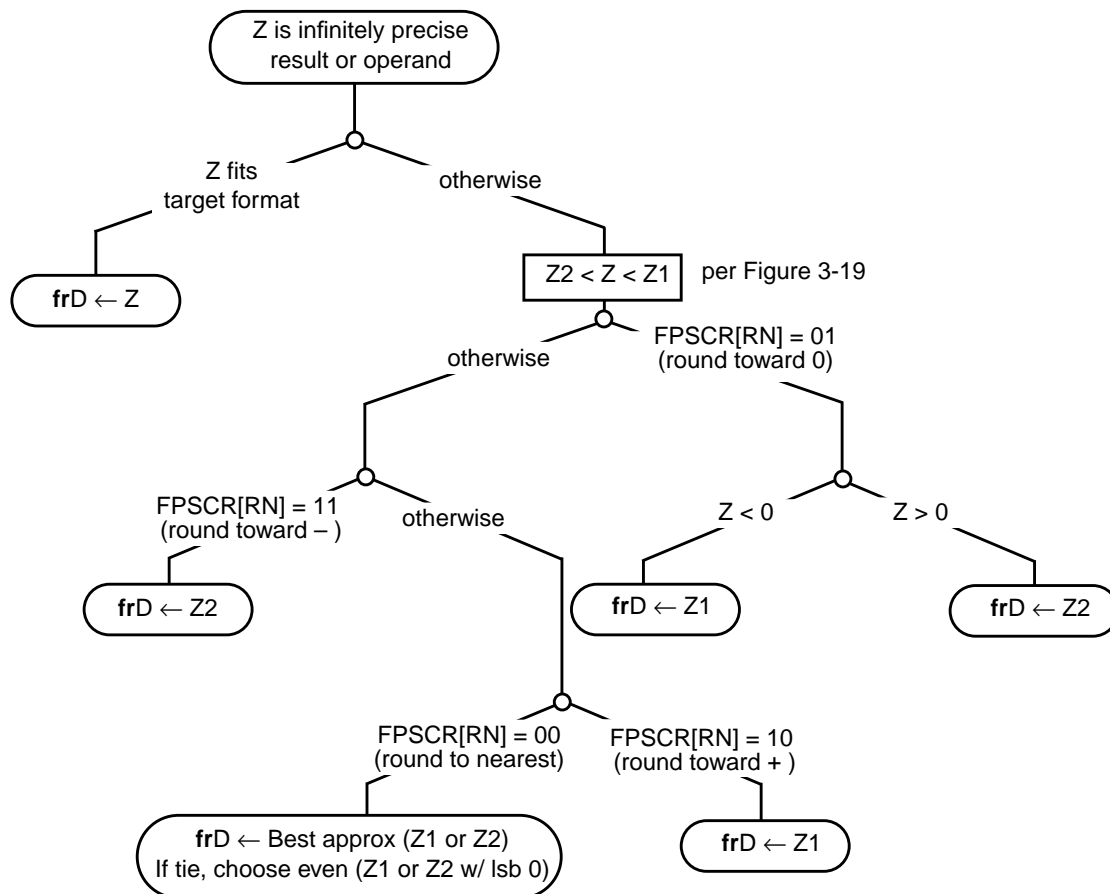 Z is infinitely precise
result or operand
Z fits
target format
otherwise
frD ← Z
Z2 < Z < Z1
per Figure 3-19
otherwise
FPSCR[RN] = 01
(round toward 0)
FPSCR[RN] = 11
(round toward – )
otherwise
Z < 0
Z > 0
frD ← Z2
frD ← Z1
frD ← Z2
FPSCR[RN] = 00
(round to nearest)
FPSCR[RN] = 10
(round toward + )
frD ← Best approx (Z1 or Z2)
If tie, choose even (Z1 or Z2 w/ lsb 0)
frD ← Z1